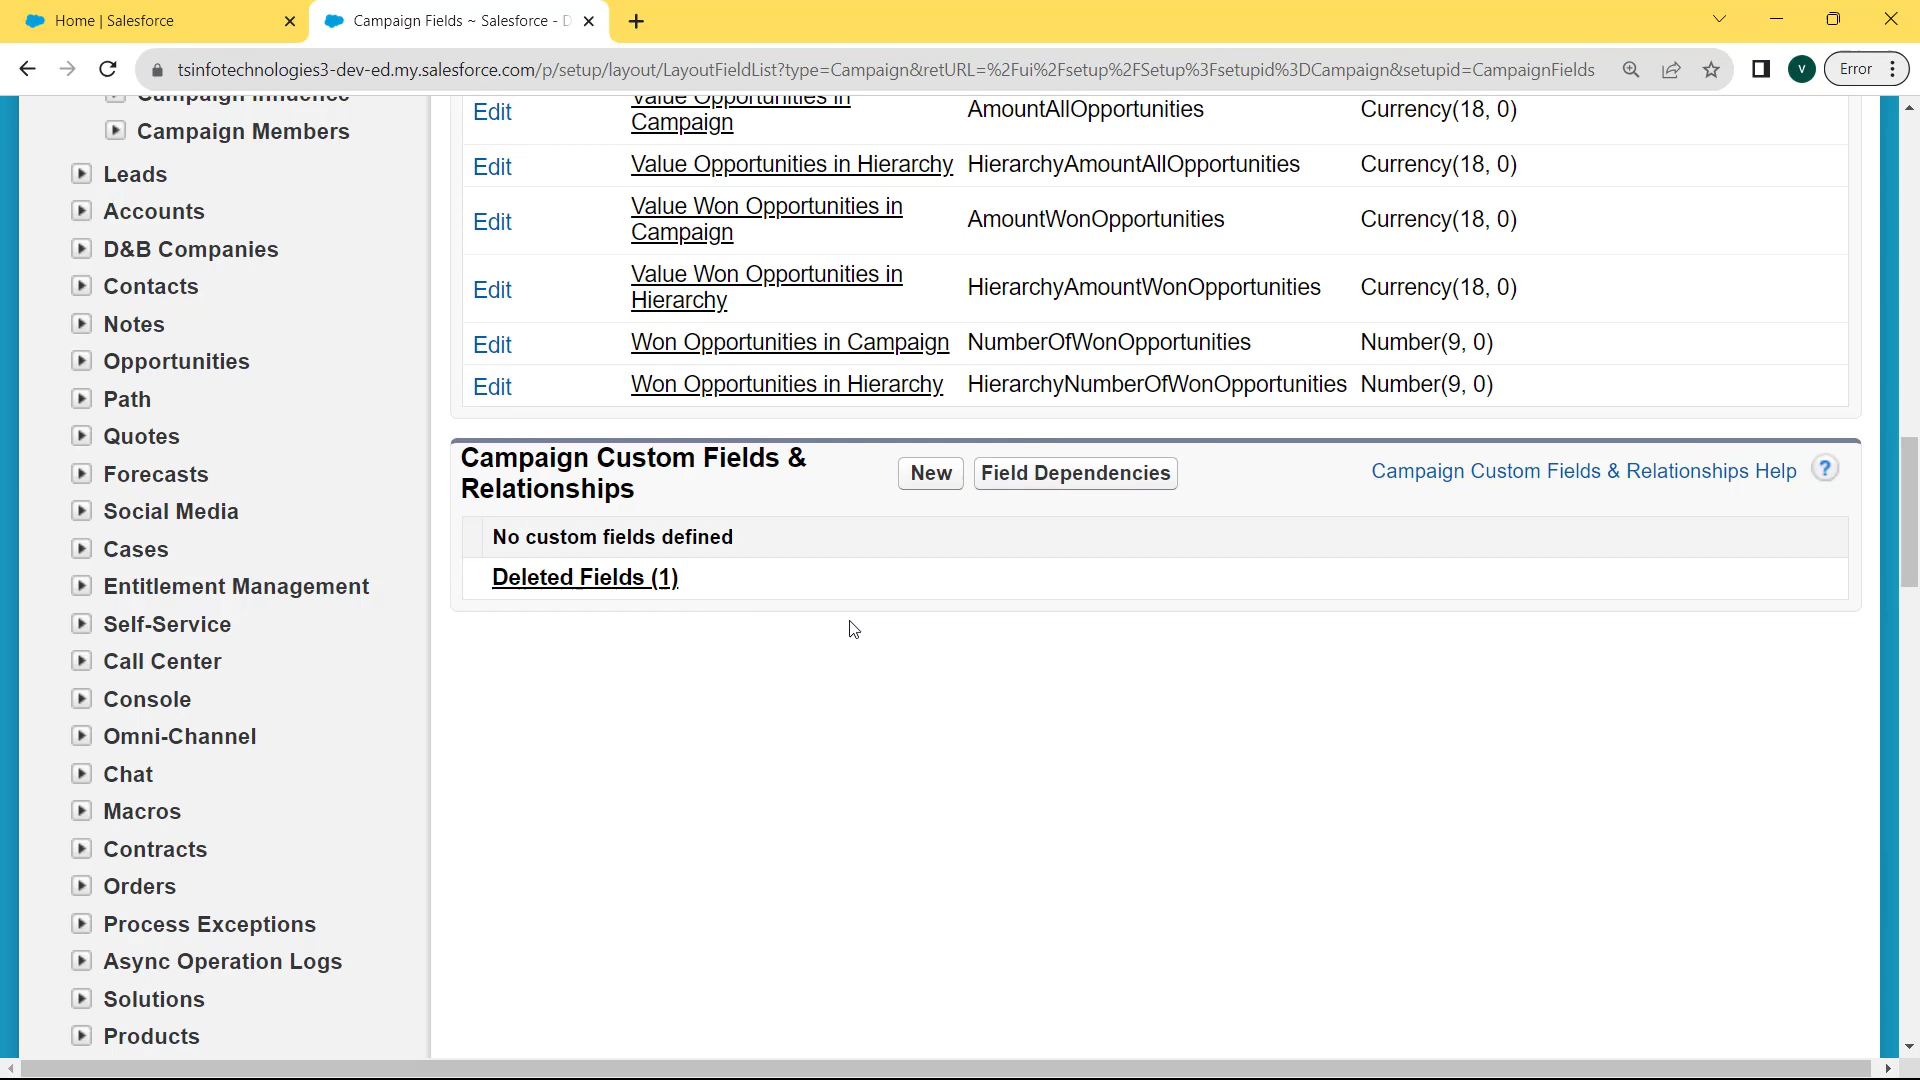 Home | Salesforce
Campaign Fields ~ Salesforce - D
tsinfotechnologies3-dev-ed.my.salesforce.com/p/setup/layout/LayoutFieldList?type=Campaign&retURL=%2Fui%2Fsetup%2FSetup%3Fsetupid%3DCampaign&setupid=CampaignFields
V
Error
Campaign Influence
Campaign Members
Leads
Accounts
D&B Companies
Contacts
Notes
Opportunities
Path
Quotes
Forecasts
Social Media
Cases
Entitlement Management
Self-Service
Call Center
Console
Omni-Channel
Chat
Macros
Contracts
Orders
Process Exceptions
Async Operation Logs
Solutions
Products
Edit Value Opportunities in AmountAllOpportunities Currency(18, 0)
Campaign
Edit Value Opportunities in Hierarchy HierarchyAmountAllOpportunities Currency(18, 0)
Edit Value Won Opportunities in AmountWonOpportunities Currency(18, 0)
Campaign
Edit Value Won Opportunities in HierarchyAmountWonOpportunities Currency(18, 0)
Hierarchy
Edit Won Opportunities in Campaign NumberOfWonOpportunities Number(9, 0)
Edit Won Opportunities in Hierarchy HierarchyNumberOfWonOpportunities Number(9, 0)
Campaign Custom Fields &
Relationships
New
Field Dependencies
Campaign Custom Fields & Relationships Help ?
No custom fields defined
Deleted Fields (1)